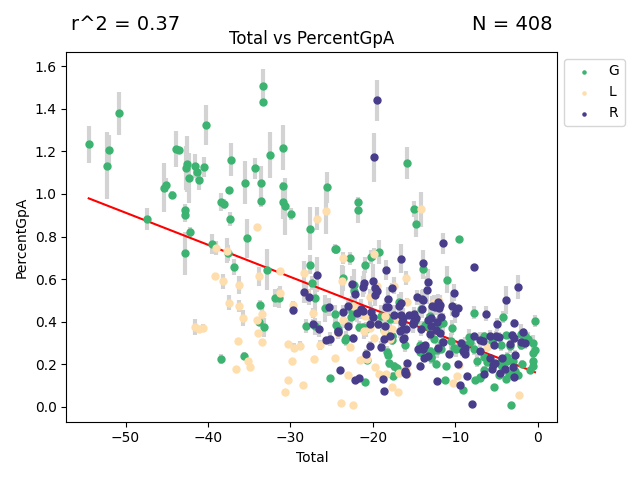 r^2 = 0.37
N = 408
Total vs PercentGpA
1.6
1.4
1.2
1.0
0.8
0.6
0.4
0.2
0.0
PercentGpA
−50
−40
−30
−20
−10
0
Total
G
L
R